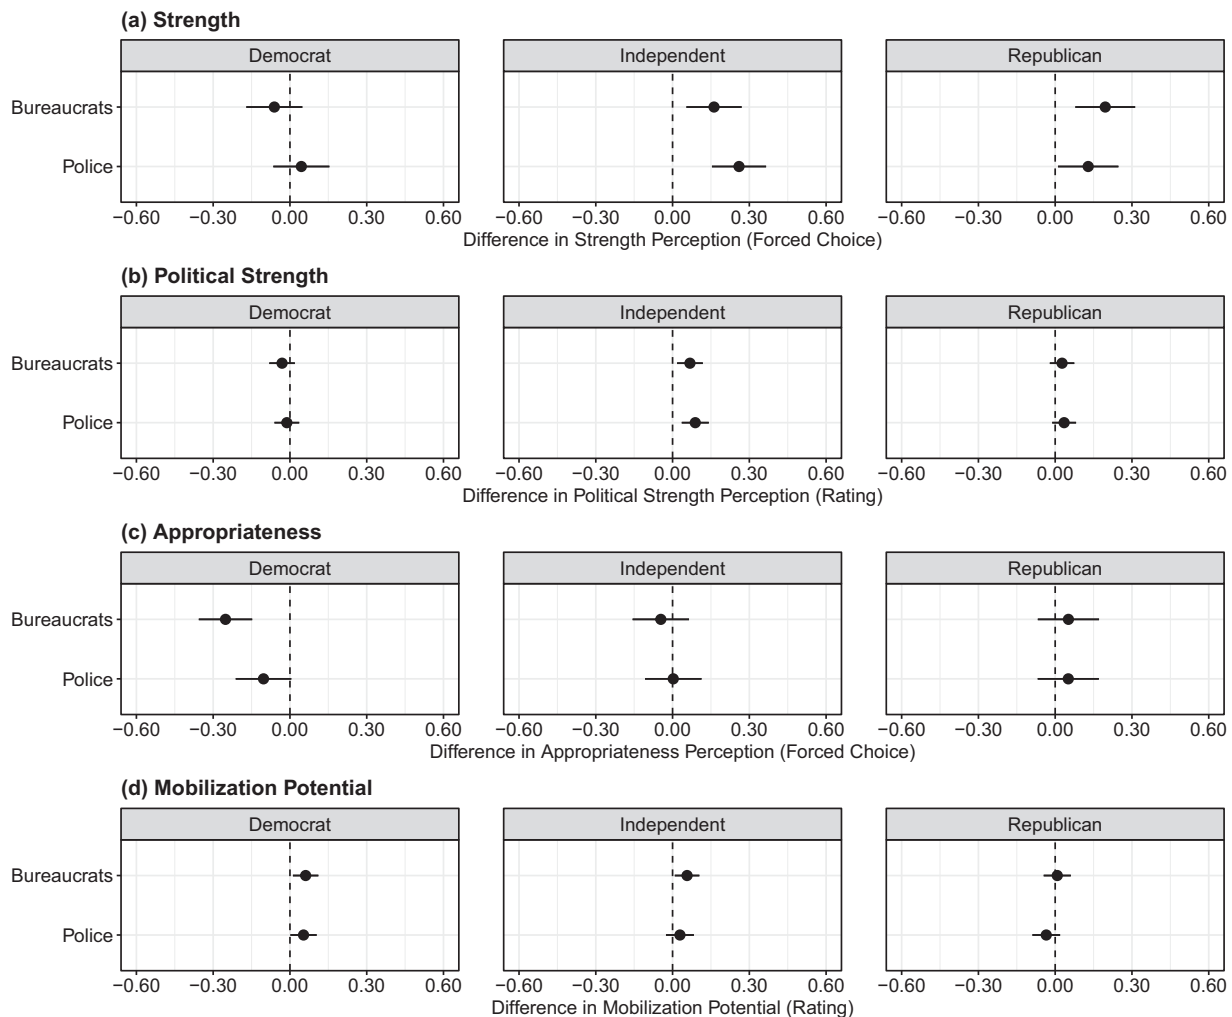 (a) Strength
Democrat Independent Republican
Bureaucrats
Police
−0.60 −0.30 0.00 0.30 0.60 −0.60 −0.30 0.00 0.30 0.60 −0.60 −0.30 0.00 0.30 0.60
Difference in Strength Perception (Forced Choice)
(b) Political Strength
Democrat Independent Republican
Bureaucrats
Police
−0.60 −0.30 0.00 0.30 0.60 −0.60 −0.30 0.00 0.30 0.60 −0.60 −0.30 0.00 0.30 0.60
Difference in Political Strength Perception (Rating)
(c) Appropriateness
Democrat Independent Republican
Bureaucrats
Police
−0.60 −0.30 0.00 0.30 0.60 −0.60 −0.30 0.00 0.30 0.60 −0.60 −0.30 0.00 0.30 0.60
Difference in Appropriateness Perception (Forced Choice)
(d) Mobilization Potential
Democrat Independent Republican
Bureaucrats
Police
−0.60 −0.30 0.00 0.30 0.60 −0.60 −0.30 0.00 0.30 0.60 −0.60 −0.30 0.00 0.30 0.60
Difference in Mobilization Potential (Rating)